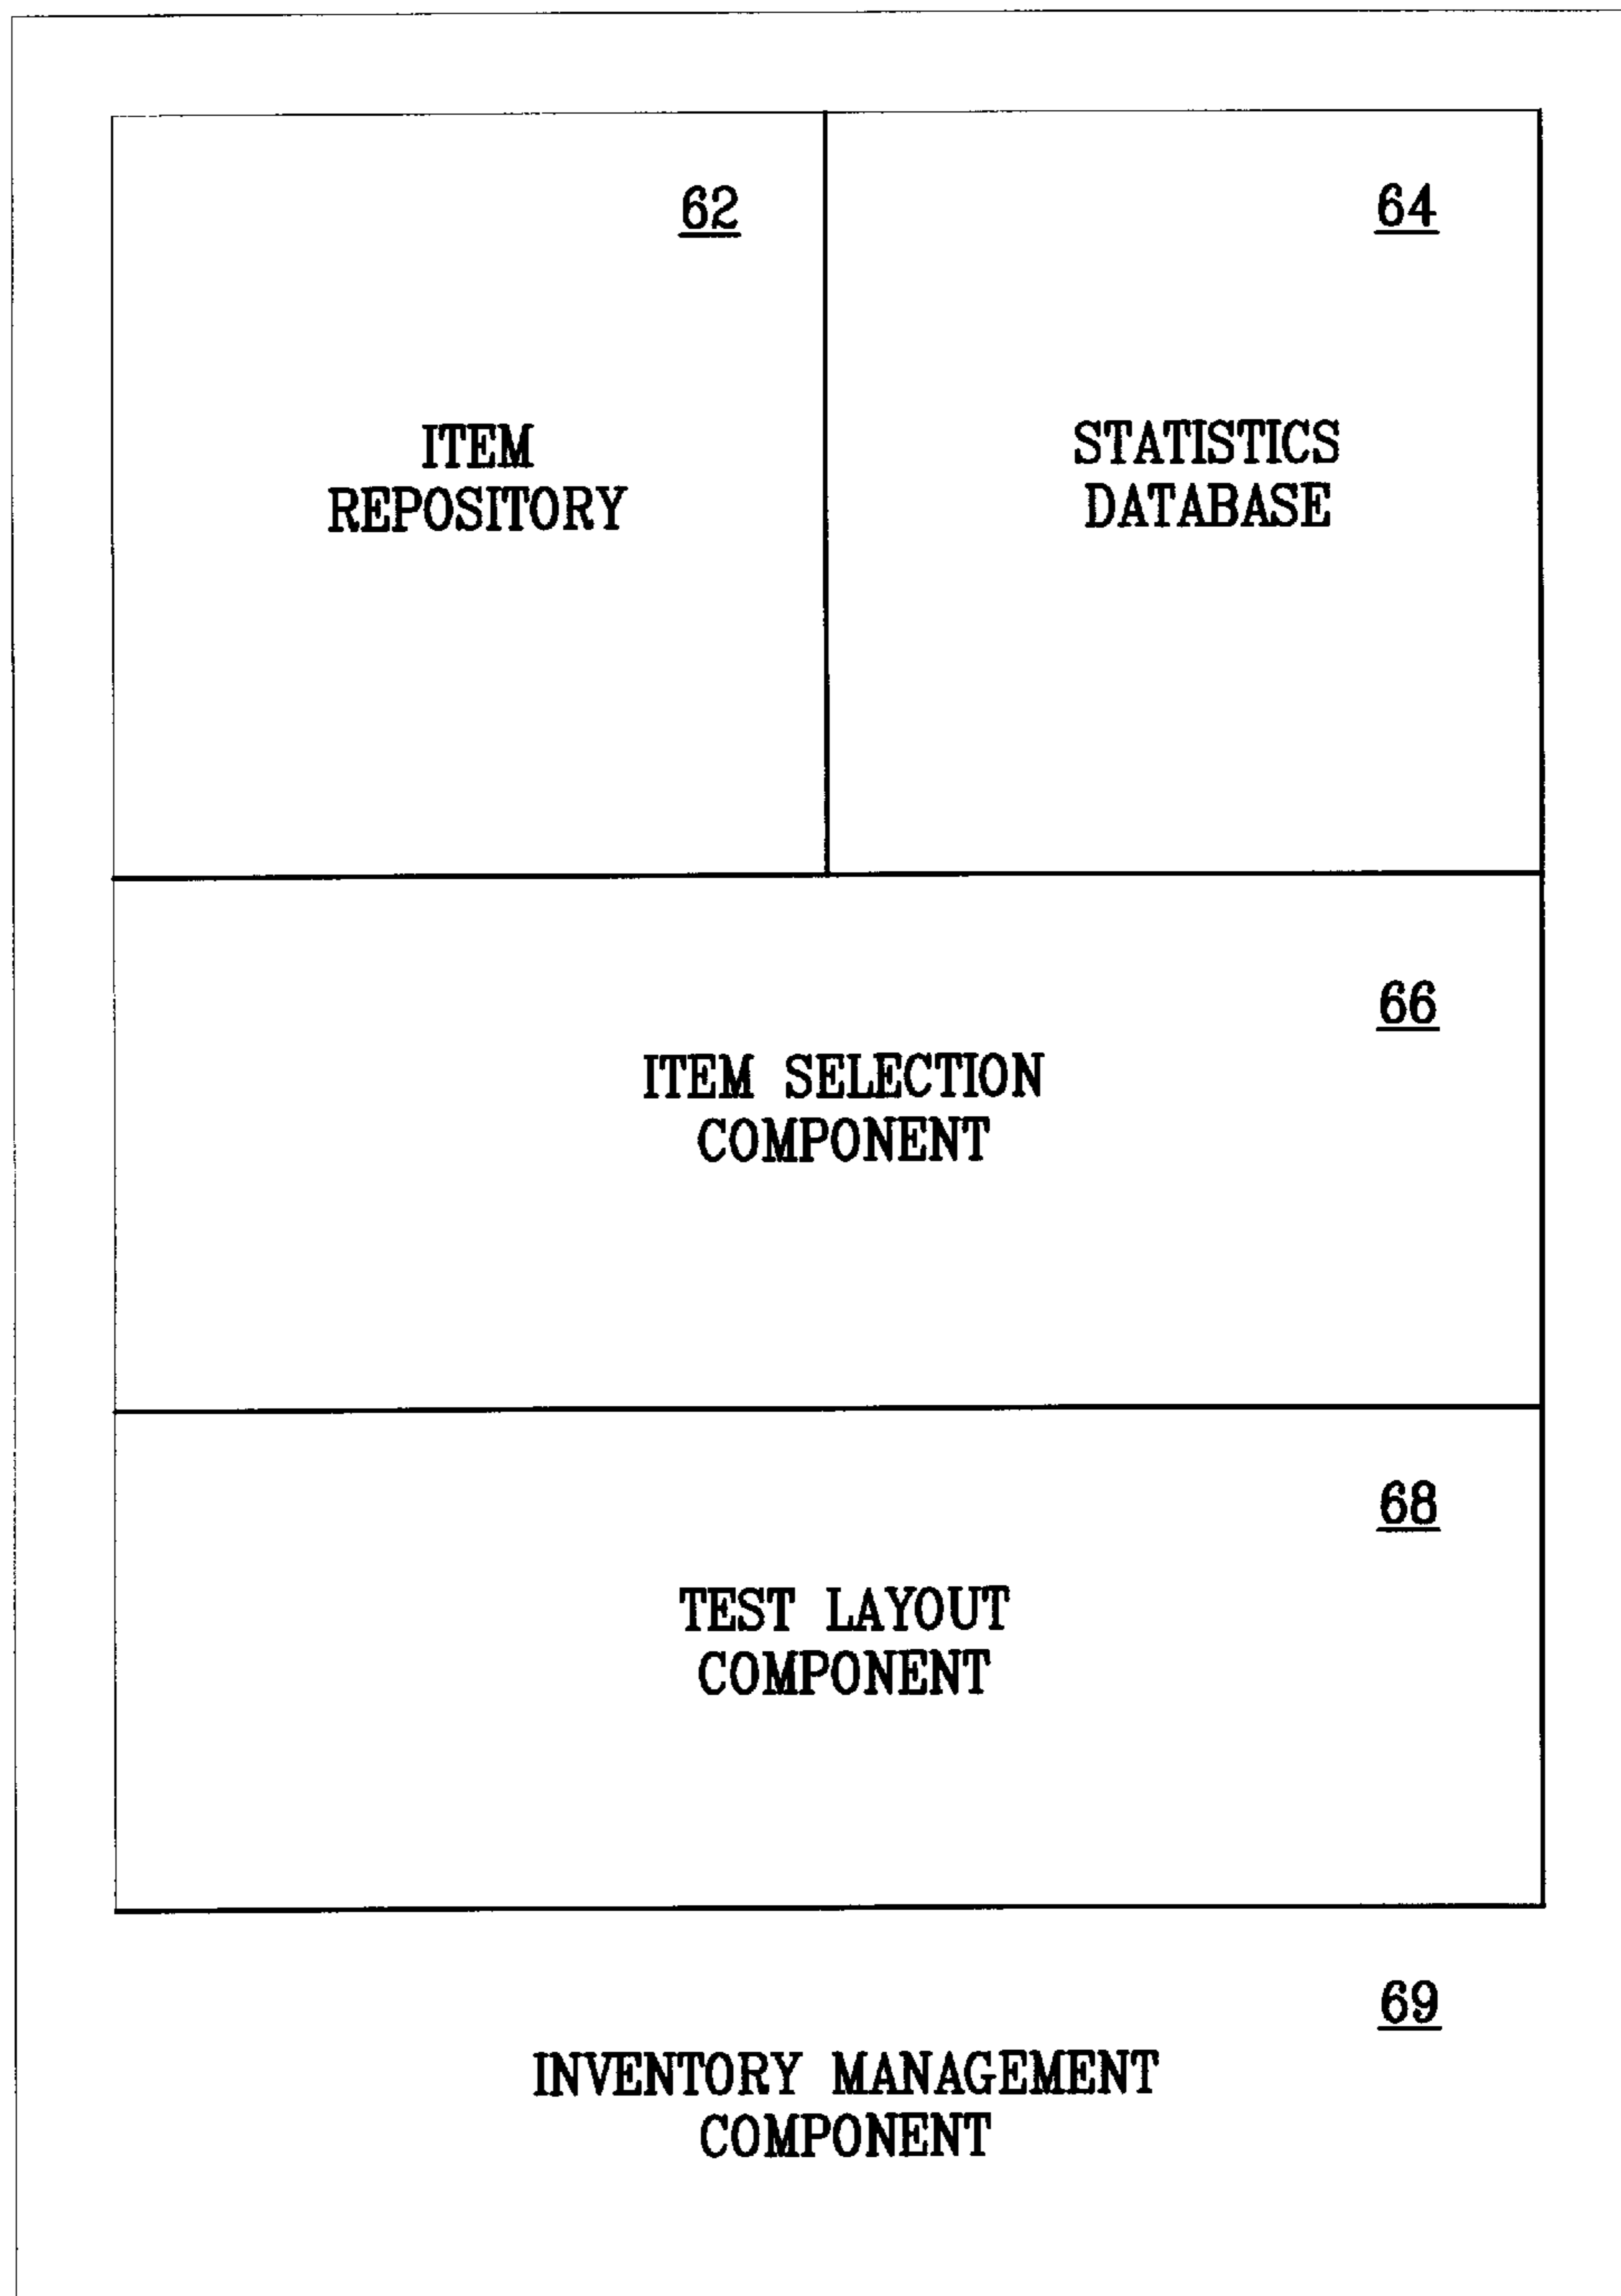 62
ITEM
REPOSITORY
64
STATISTICS
DATABASE
66
ITEM SELECTION
COMPONENT
68
TEST LAYOUT
COMPONENT
69
INVENTORY MANAGEMENT
COMPONENT